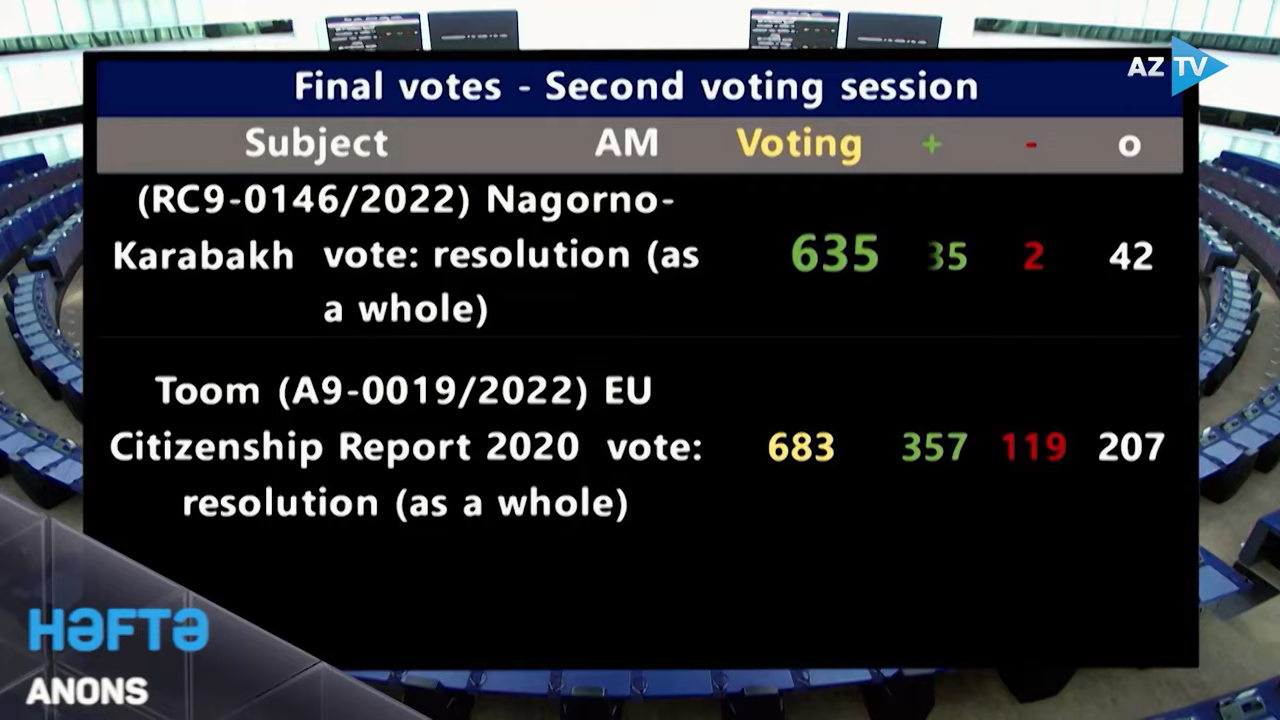 AZ TV
Final votes - Second voting session
Subject AM Voting + - o
(RC9-0146/2022) Nagorno-
Karabakh vote: resolution (as 635 35 2 42
a whole)
Toom (A9-0019/2022) EU
Citizenship Report 2020 vote: 683 357 119 207
resolution (as a whole)
HƏFTƏ
ANONS